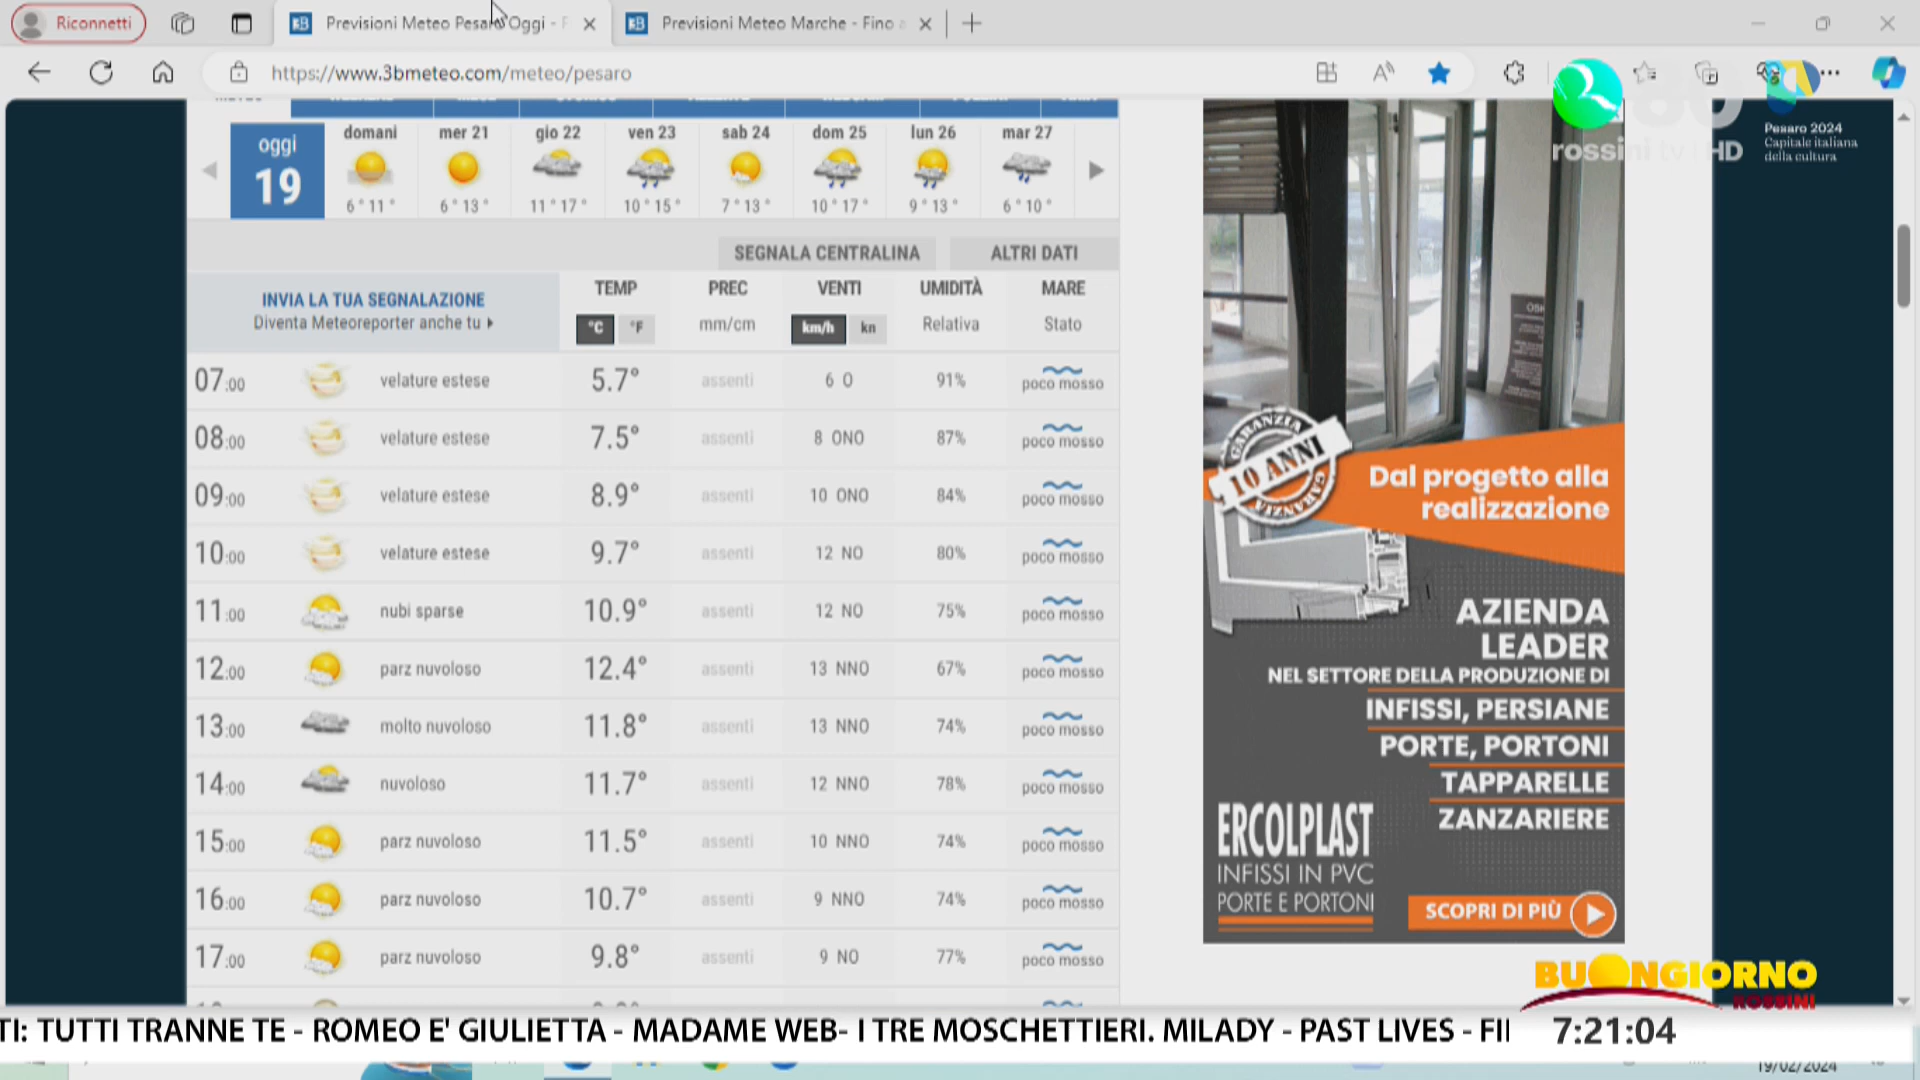 Riconnetti
Previsioni Meteo Pesaro Oggi - F
Previsioni Meteo Marche - Fino a
https://www.3bmeteo.com/meteo/pesaro
rossini tv HD
Pesaro 2024
Capitale italiana
della cultura
oggi
19
domani
6° 11°
mer 21
6° 13°
gio 22
11° 17°
ven 23
10° 15°
sab 24
7° 13°
dom 25
10° 17°
lun 26
9° 13°
mar 27
6° 10°
SEGNALA CENTRALINA
ALTRI DATI
INVIA LA TUA SEGNALAZIONE
Diventa Meteoreporter anche tu
TEMP PREC VENTI UMIDITÀ MARE
°C °F mm/cm km/h kn Relativa Stato
07:00 velature estese 5.7° assenti 6 O 91% poco mosso
08:00 velature estese 7.5° assenti 8 ONO 87% poco mosso
09:00 velature estese 8.9° assenti 10 ONO 84% poco mosso
10:00 velature estese 9.7° assenti 12 NO 80% poco mosso
11:00 nubi sparse 10.9° assenti 12 NO 75% poco mosso
12:00 parz nuvoloso 12.4° assenti 13 NNO 67% poco mosso
13:00 molto nuvoloso 11.8° assenti 13 NNO 74% poco mosso
14:00 nuvoloso 11.7° assenti 12 NNO 78% poco mosso
15:00 parz nuvoloso 11.5° assenti 10 NNO 74% poco mosso
16:00 parz nuvoloso 10.7° assenti 9 NNO 74% poco mosso
17:00 parz nuvoloso 9.8° assenti 9 NO 77% poco mosso
GARANZIA
10 ANNI
GARANZIA
Dal progetto alla
realizzazione
AZIENDA
LEADER
NEL SETTORE DELLA PRODUZIONE DI
INFISSI, PERSIANE
PORTE, PORTONI
TAPPARELLE
ZANZARIERE
ERCOLPLAST
INFISSI IN PVC
PORTE E PORTONI
SCOPRI DI PIÙ
BUONGIORNO
ROSSINI
TI: TUTTI TRANNE TE - ROMEO E' GIULIETTA - MADAME WEB- I TRE MOSCHETTIERI. MILADY - PAST LIVES - FII
7:21:04
19/02/2024